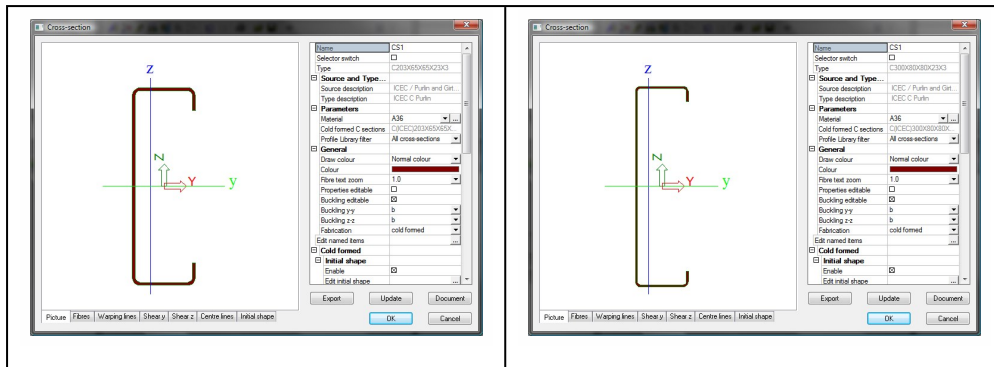 Cross-section
z
y
Z
Y
Name CS1
Selector switch
Type C203X65X65X23X3
Source and Type...
Source description ICEC / Purlin and Girt...
Type description ICEC C Purlin
Parameters
Material A36 ...
Cold formed C sections C(ICEC)203X65X65X...
Profile Library filter All cross-sections
General
Draw colour Normal colour
Colour
Fibre text zoom 1.0
Properties editable
Buckling editable
Buckling y-y b
Buckling z-z b
Fabrication cold formed
Edit named items ...
Cold formed
Initial shape
Enable
Edit initial shape ...
Export Update Document
Picture Fibres Warping lines Shear y Shear z Centre lines Initial shape
OK Cancel
Cross-section
z
y
Z
Y
Name CS1
Selector switch
Type C300X80X80X23X3
Source and Type...
Source description ICEC / Purlin and Girt...
Type description ICEC C Purlin
Parameters
Material A36 ...
Cold formed C sections C(ICEC)300X80X80X...
Profile Library filter All cross-sections
General
Draw colour Normal colour
Colour
Fibre text zoom 1.0
Properties editable
Buckling editable
Buckling y-y b
Buckling z-z b
Fabrication cold formed
Edit named items ...
Cold formed
Initial shape
Enable
Edit initial shape ...
Export Update Document
Picture Fibres Warping lines Shear y Shear z Centre lines Initial shape
OK Cancel